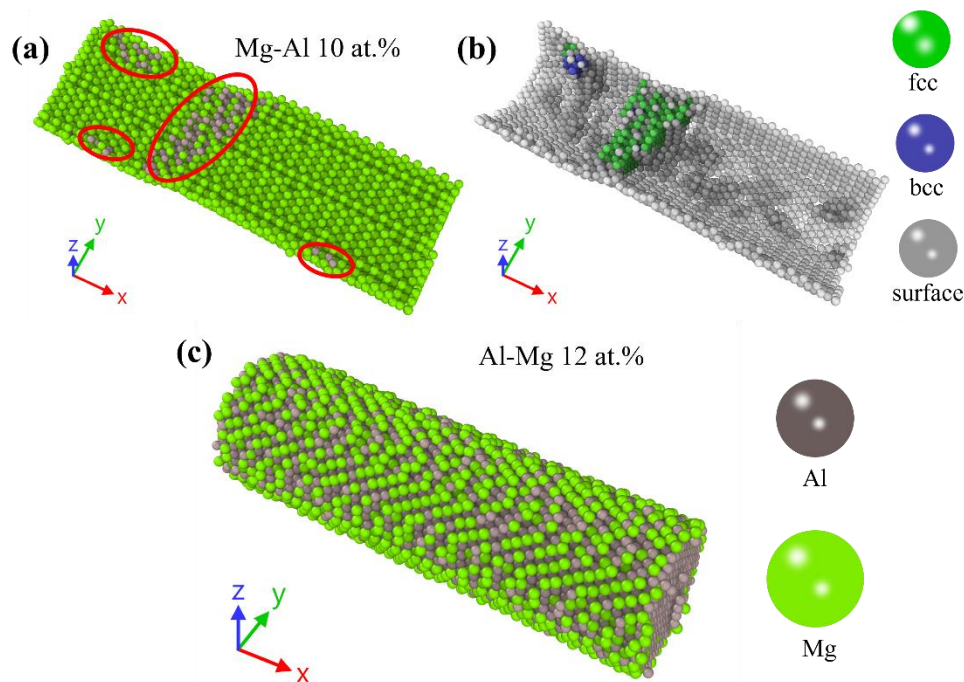 (a)
Mg-Al 10 at.%
(b)
fcc
bcc
surface
y
z
x
y
z
x
(c)
Al-Mg 12 at.%
Al
Mg
z
y
x